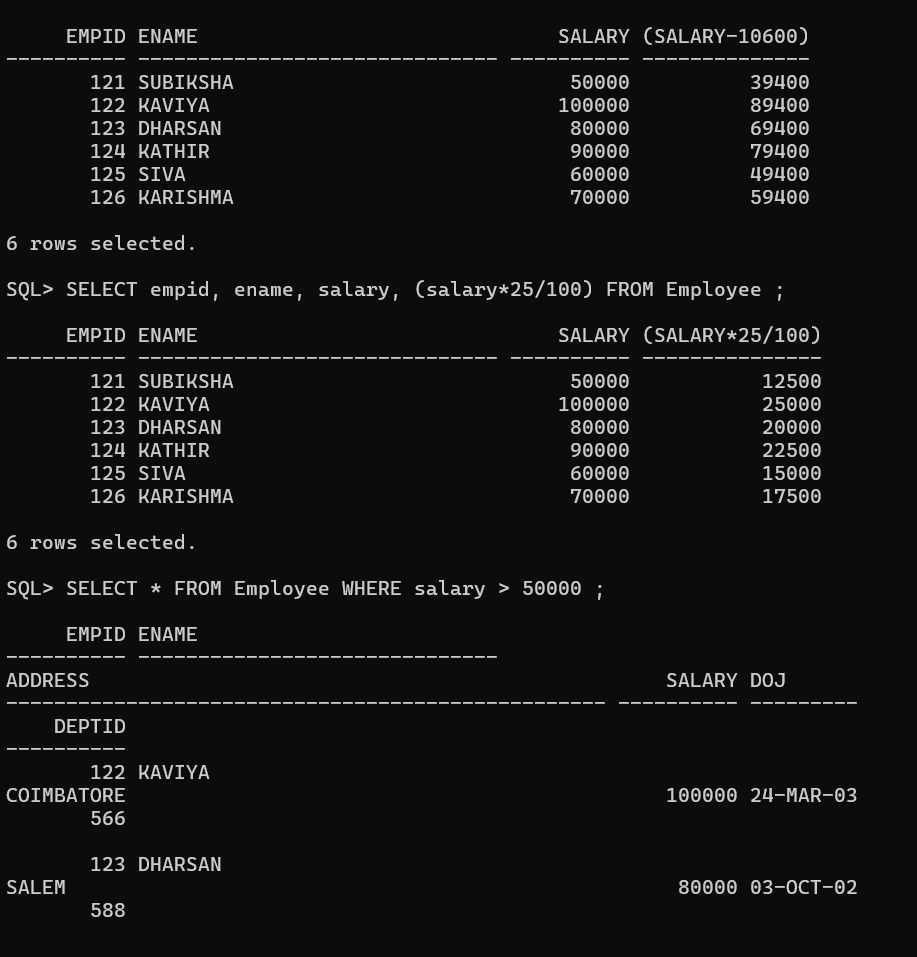 EMPID ENAME                              SALARY (SALARY-10600)
---------- ------------------------------ ---------- --------------
       121 SUBIKSHA                            50000          39400
       122 KAVIYA                             100000          89400
       123 DHARSAN                             80000          69400
       124 KATHIR                              90000          79400
       125 SIVA                                60000          49400
       126 KARISHMA                            70000          59400
6 rows selected.
SQL> SELECT empid, ename, salary, (salary*25/100) FROM Employee ;
     EMPID ENAME                              SALARY (SALARY*25/100)
---------- ------------------------------ ---------- ---------------
       121 SUBIKSHA                            50000           12500
       122 KAVIYA                             100000           25000
       123 DHARSAN                             80000           20000
       124 KATHIR                              90000           22500
       125 SIVA                                60000           15000
       126 KARISHMA                            70000           17500
6 rows selected.
SQL> SELECT * FROM Employee WHERE salary > 50000 ;
     EMPID ENAME
---------- ------------------------------
ADDRESS                                                SALARY DOJ
-------------------------------------------------- ---------- ---------
    DEPTID
----------
       122 KAVIYA
COIMBATORE                                             100000 24-MAR-03
       566
       123 DHARSAN
SALEM                                                   80000 03-OCT-02
       588